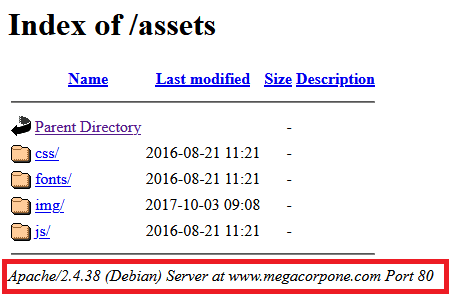 Index of /assets
Name Last modified Size Description
Parent Directory -
css/ 2016-08-21 11:21 -
fonts/ 2016-08-21 11:21 -
img/ 2017-10-03 09:08 -
js/ 2016-08-21 11:21 -
Apache/2.4.38 (Debian) Server at www.megacorpone.com Port 80